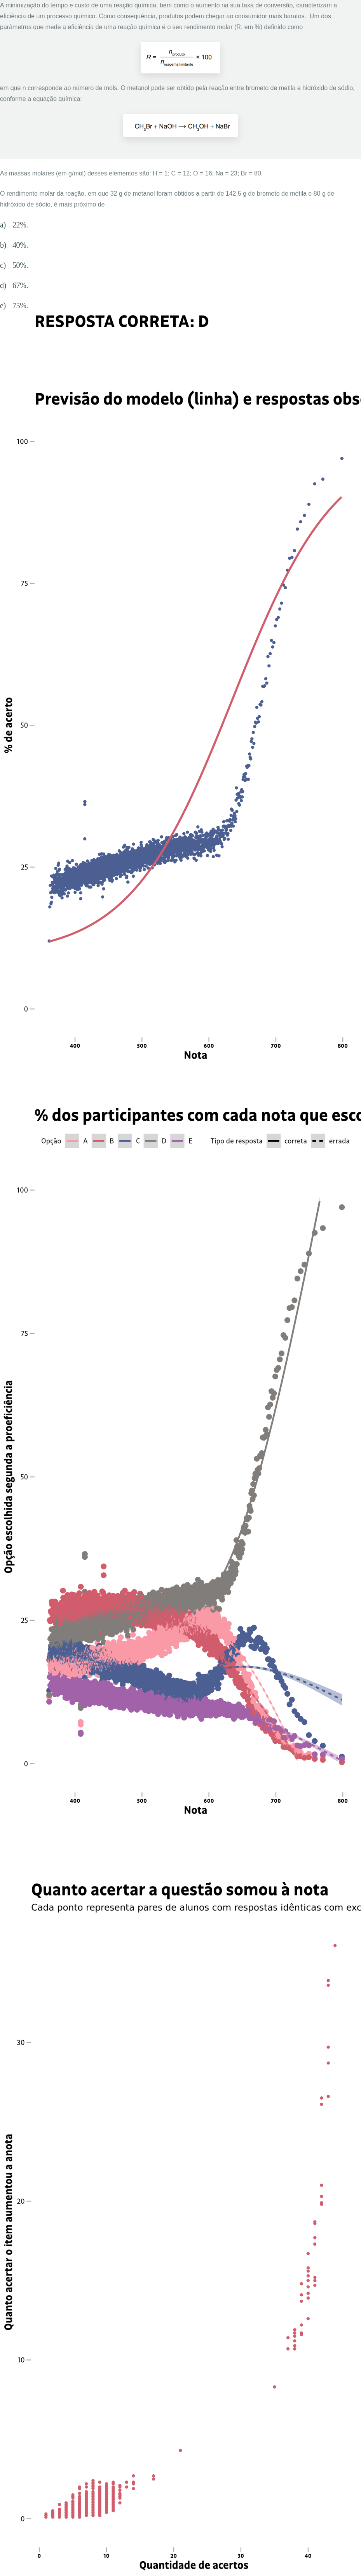 A minimização do tempo e custo de uma reação química, bem como o aumento na sua taxa de conversão, caracterizam a
eficiência de um processo químico. Como consequência, produtos podem chegar ao consumidor mais baratos. Um dos
parâmetros que mede a eficiência de uma reação química é o seu rendimento molar (R, em %) definido como
R = n produto / n reagente limitante × 100
em que n corresponde ao número de mols. O metanol pode ser obtido pela reação entre brometo de metila e hidróxido de sódio,
conforme a equação química:
CH₃Br + NaOH → CH₃OH + NaBr
As massas molares (em g/mol) desses elementos são: H = 1; C = 12; O = 16; Na = 23; Br = 80.
O rendimento molar da reação, em que 32 g de metanol foram obtidos a partir de 142,5 g de brometo de metila e 80 g de
hidróxido de sódio, é mais próximo de
a) 22%.
b) 40%.
c) 50%.
d) 67%.
e) 75%.
RESPOSTA CORRETA: D
Previsão do modelo (linha) e respostas obs
100
75
50
25
0
% de acerto
400 500 600 700 800
Nota
% dos participantes com cada nota que esco
Opção A B C D E Tipo de resposta correta errada
100
75
50
25
0
Opção escolhida segunda a proeficiência
400 500 600 700 800
Nota
Quanto acertar a questão somou à nota
Cada ponto representa pares de alunos com respostas idênticas com exc
30
20
10
0
Quanto acertar o item aumentou a anota
0 10 20 30 40
Quantidade de acertos